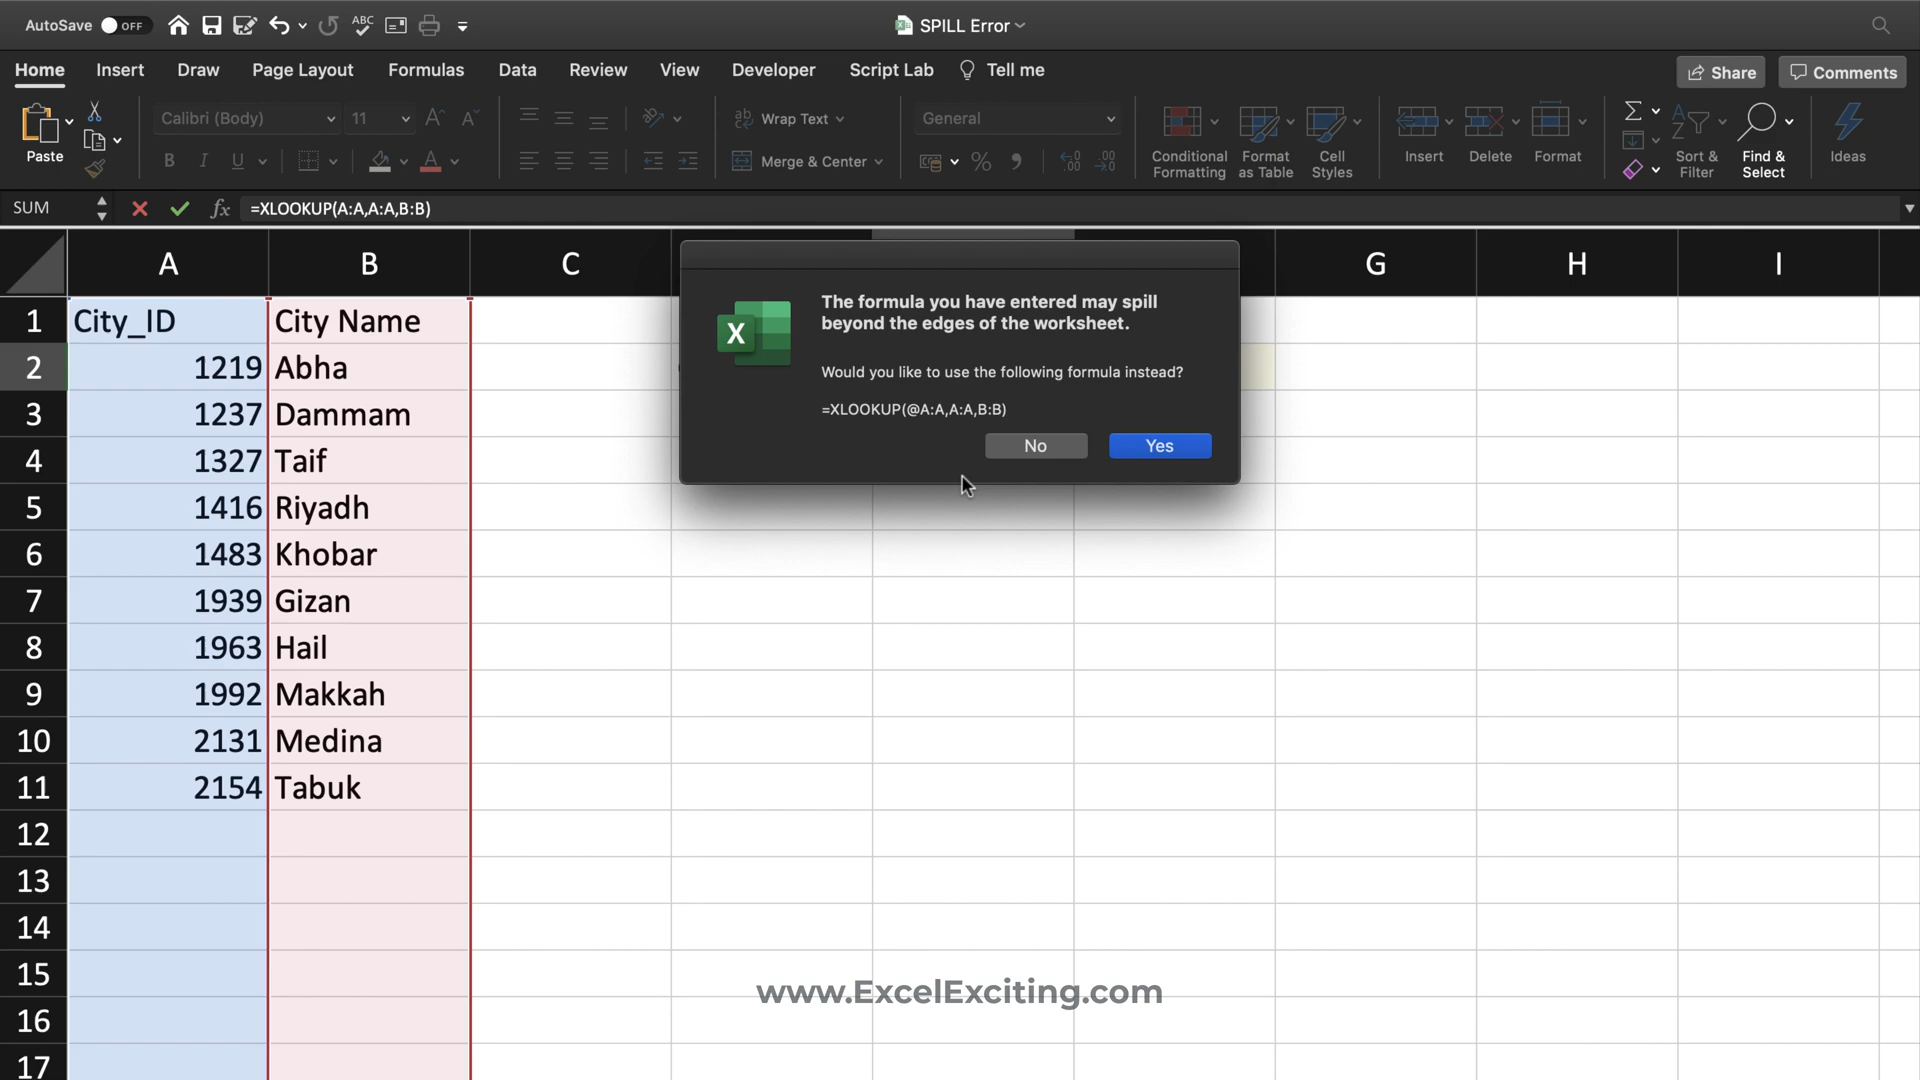 AutoSave OFF ABC SPILL Error
Home Insert Draw Page Layout Formulas Data Review View Developer Script Lab Tell me Share Comments
Paste Calibri (Body) 11 Wrap Text General
B I U A Merge & Center % Conditional Formatting Format as Table Cell Styles Insert Delete Format Sort & Filter Find & Select Ideas
SUM fx =XLOOKUP(A:A,A:A,B:B)
A B C G H I
1 City_ID City Name
2 1219 Abha
3 1237 Dammam
4 1327 Taif
5 1416 Riyadh
6 1483 Khobar
7 1939 Gizan
8 1963 Hail
9 1992 Makkah
10 2131 Medina
11 2154 Tabuk
12
13
14
15
16
17
The formula you have entered may spill
beyond the edges of the worksheet.
Would you like to use the following formula instead?
=XLOOKUP(@A:A,A:A,B:B)
No Yes
www.ExcelExciting.com